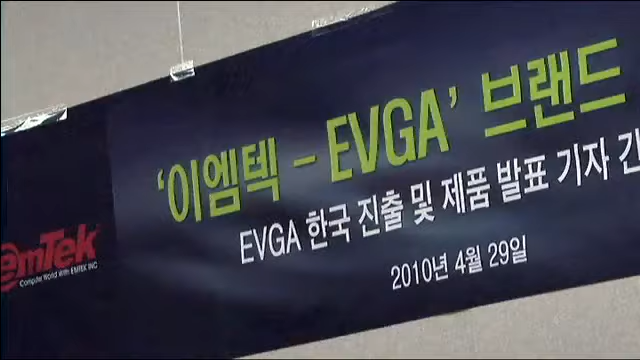 '이엠텍 – EVGA' 브랜드
EVGA 한국 진출 및 제품 발표 기자 간
2010년 4월 29일
emTek
Computer World With EMTEK INC